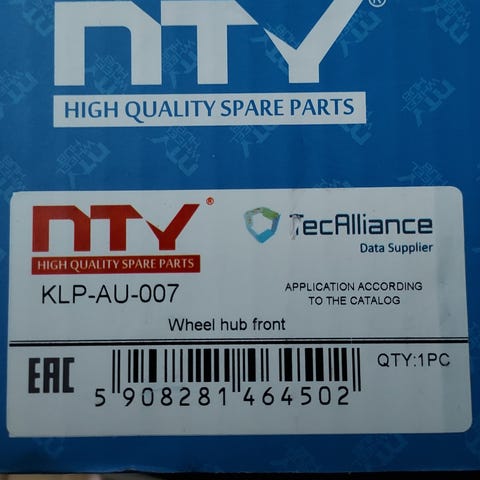 NTY®
HIGH QUALITY SPARE PARTS
NTY®
HIGH QUALITY SPARE PARTS
TecAlliance
Data Supplier
KLP-AU-007
APPLICATION ACCORDING
TO THE CATALOG
Wheel hub front
EAC
QTY:1PC
5 908281 464502